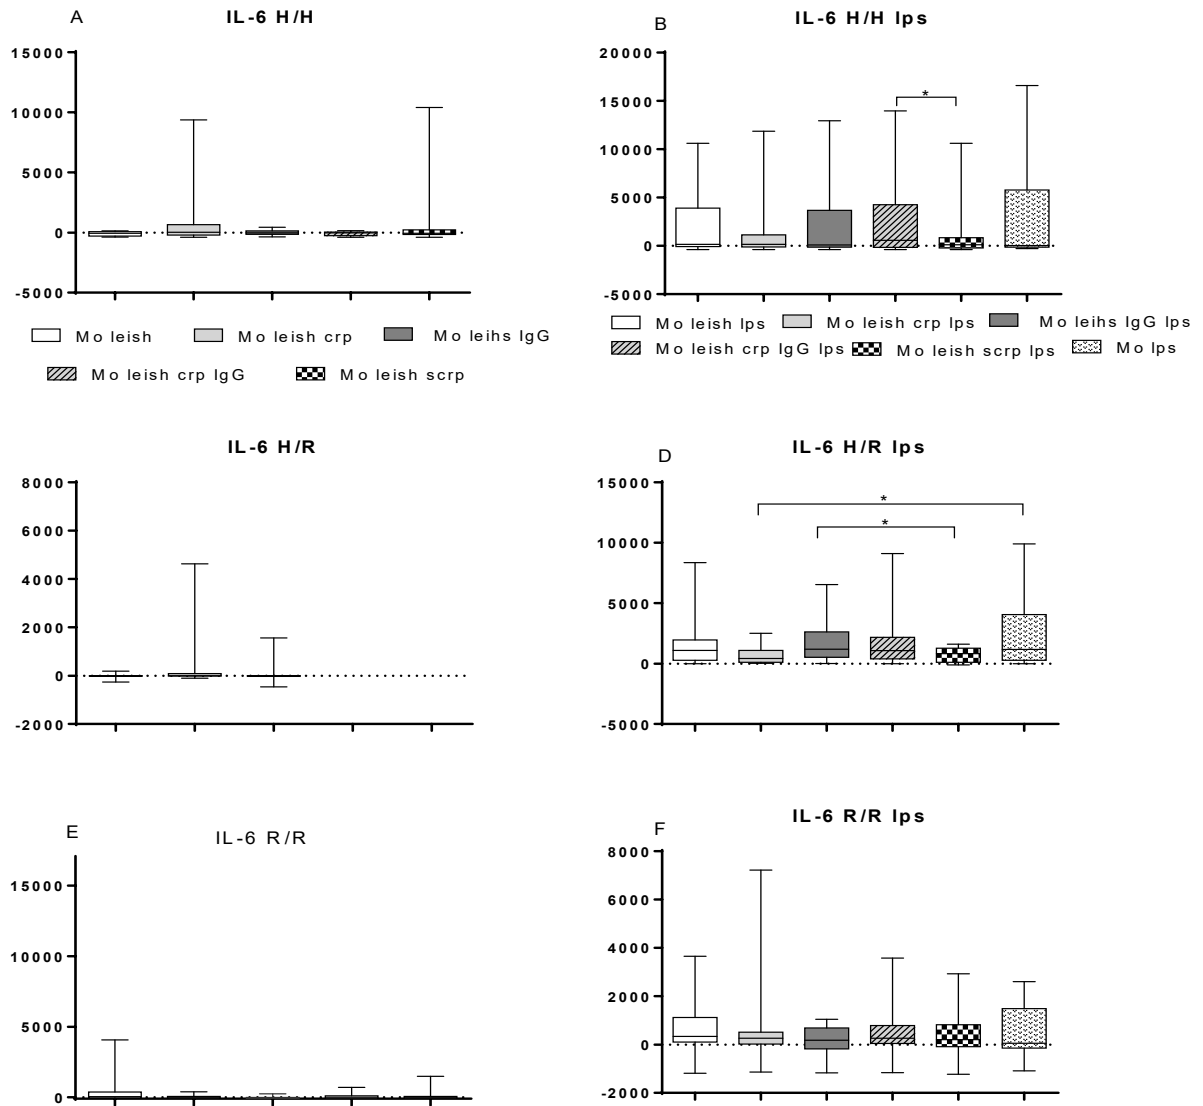 A
IL-6 H/H
15000
10000
5000
0
-5000
Mo leish
Mo leish crp
Mo leihs IgG
Mo leish crp IgG
Mo leish scrp
B
IL-6 H/H lps
20000
15000
10000
5000
0
-5000
*
Mo leish lps
Mo leish crp lps
Mo leihs IgG lps
Mo leish crp IgG lps
Mo leish scrp lps
Mo lps
IL-6 H/R
8000
6000
4000
2000
0
-2000
D
IL-6 H/R lps
15000
10000
5000
0
-5000
*
*
E
IL-6 R/R
15000
10000
5000
0
F
IL-6 R/R lps
8000
6000
4000
2000
0
-2000